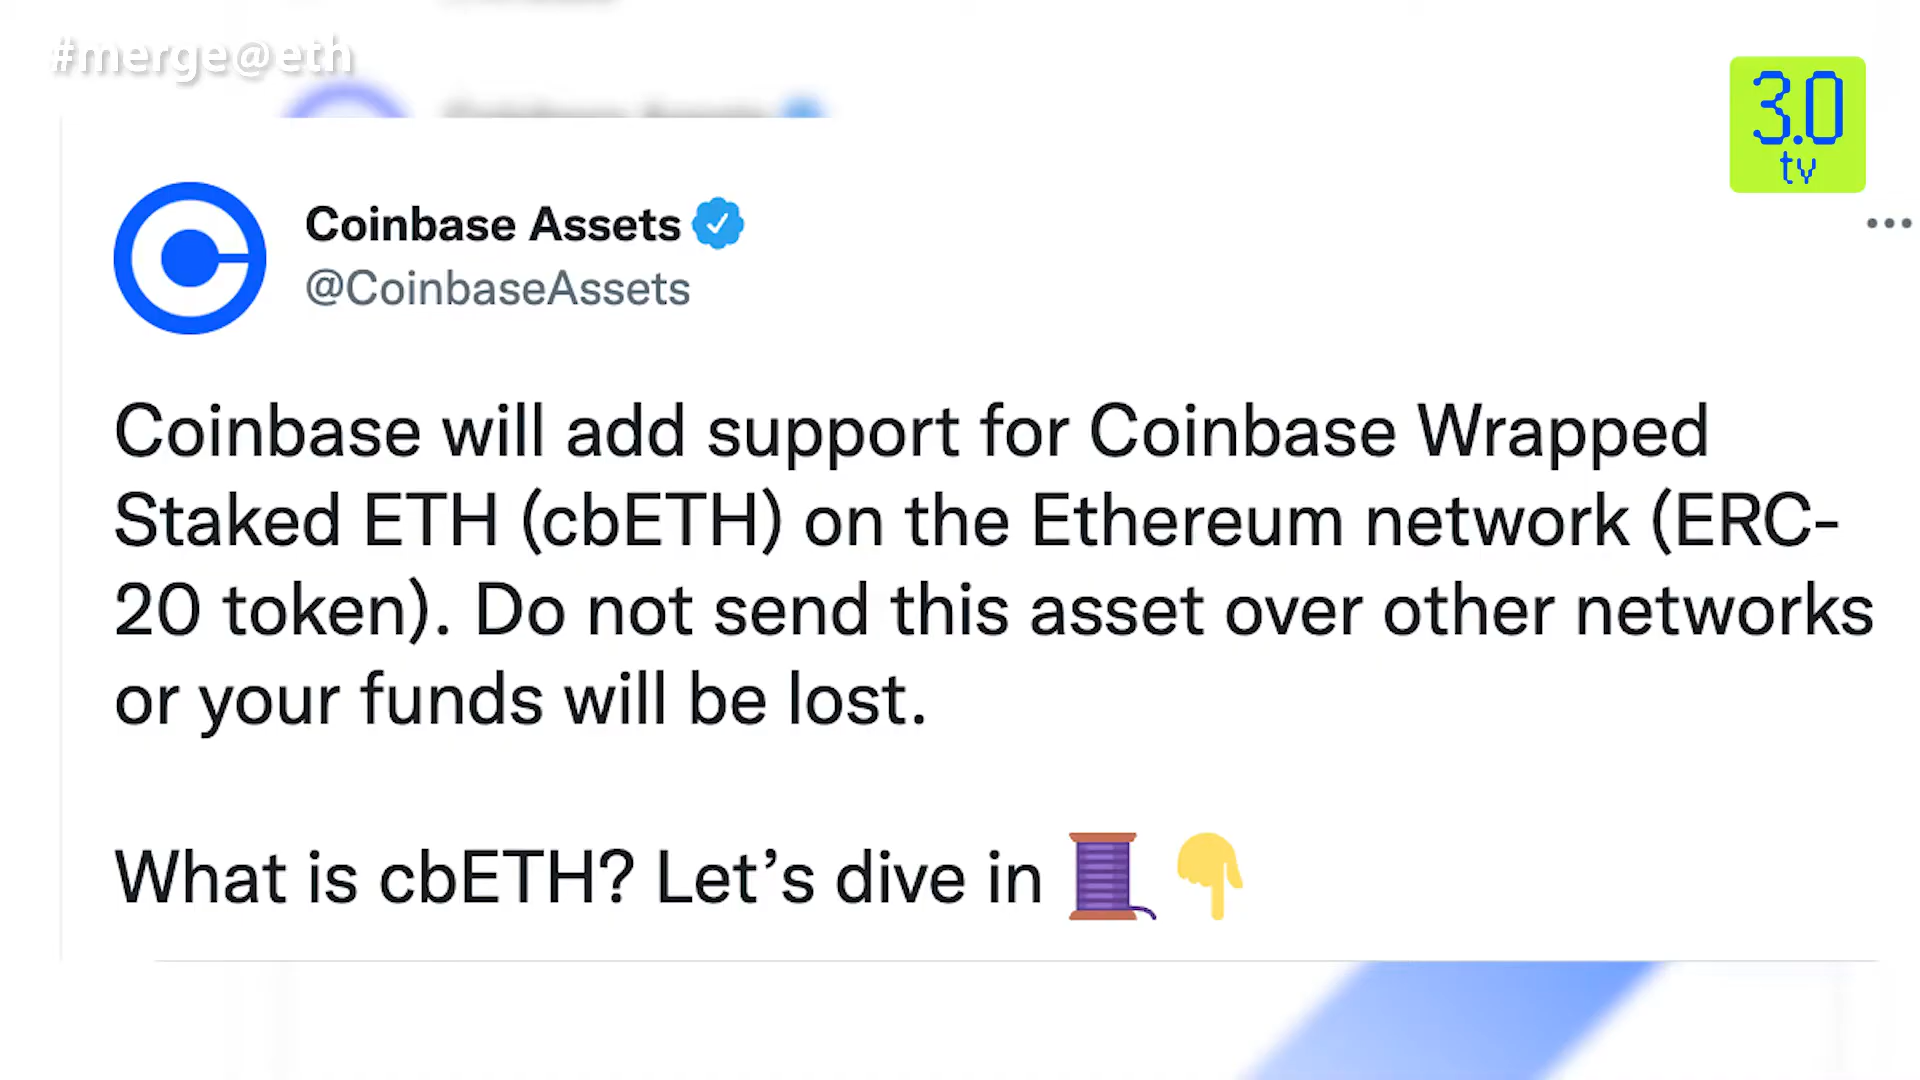 #merge@eth
3.0
tv
Coinbase Assets
@CoinbaseAssets
Coinbase will add support for Coinbase Wrapped
Staked ETH (cbETH) on the Ethereum network (ERC-
20 token). Do not send this asset over other networks
or your funds will be lost.
What is cbETH? Let’s dive in